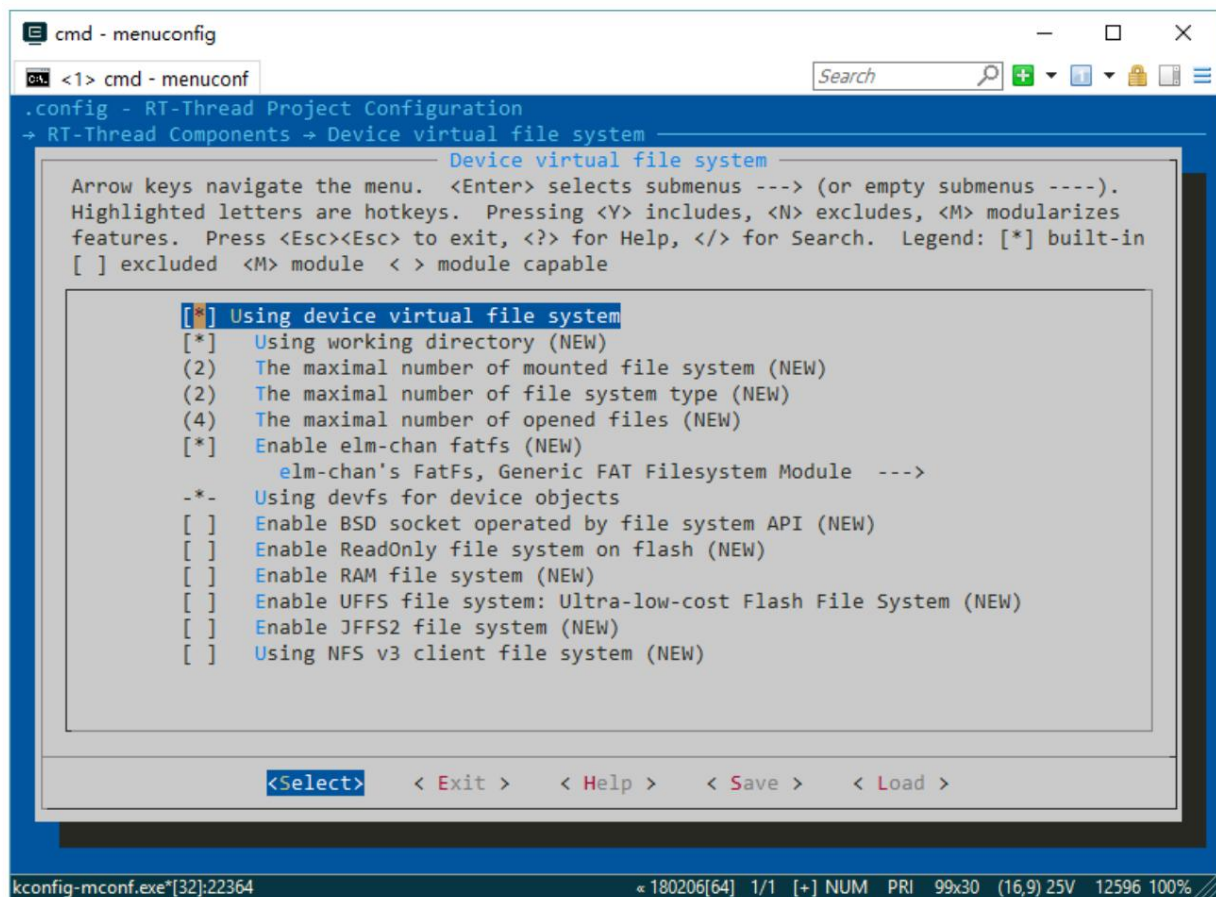 cmd - menuconfig
<1> cmd - menuconf
Search
.config - RT-Thread Project Configuration
→ RT-Thread Components → Device virtual file system
Device virtual file system
Arrow keys navigate the menu.  <Enter> selects submenus ---> (or empty submenus ----).
Highlighted letters are hotkeys.  Pressing <Y> includes, <N> excludes, <M> modularizes
features.  Press <Esc><Esc> to exit, <?> for Help, </> for Search.  Legend: [*] built-in
[ ] excluded  <M> module  < > module capable
[*] Using device virtual file system
[*]   Using working directory (NEW)
(2)   The maximal number of mounted file system (NEW)
(2)   The maximal number of file system type (NEW)
(4)   The maximal number of opened files (NEW)
[*]   Enable elm-chan fatfs (NEW)
elm-chan's FatFs, Generic FAT Filesystem Module  --->
-*-   Using devfs for device objects
[ ]   Enable BSD socket operated by file system API (NEW)
[ ]   Enable ReadOnly file system on flash (NEW)
[ ]   Enable RAM file system (NEW)
[ ]   Enable UFFS file system: Ultra-low-cost Flash File System (NEW)
[ ]   Enable JFFS2 file system (NEW)
[ ]   Using NFS v3 client file system (NEW)
<Select>    < Exit >    < Help >    < Save >    < Load >
kconfig-mconf.exe*[32]:22364    « 180206[64]  1/1  [+] NUM  PRI  99x30  (16,9) 25V  12596 100%